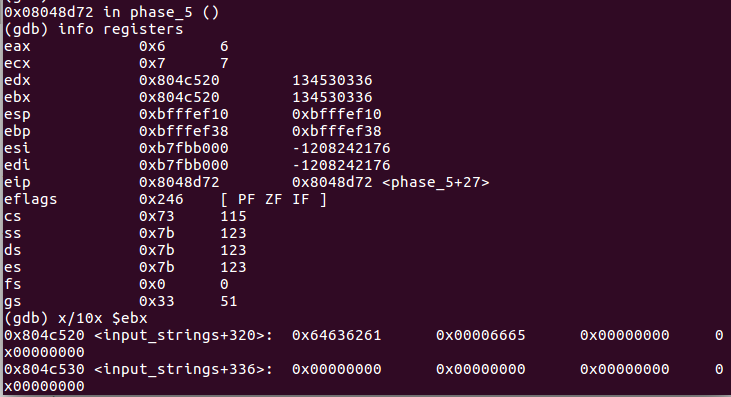 0x08048d72 in phase_5 ()
(gdb) info registers
eax 0x6 6
ecx 0x7 7
edx 0x804c520 134530336
ebx 0x804c520 134530336
esp 0xbfffef10 0xbfffef10
ebp 0xbfffef38 0xbfffef38
esi 0xb7fbb000 -1208242176
edi 0xb7fbb000 -1208242176
eip 0x8048d72 0x8048d72 <phase_5+27>
eflags 0x246 [ PF ZF IF ]
cs 0x73 115
ss 0x7b 123
ds 0x7b 123
es 0x7b 123
fs 0x0 0
gs 0x33 51
(gdb) x/10x $ebx
0x804c520 <input_strings+320>: 0x64636261 0x00006665 0x00000000 0
x00000000
0x804c530 <input_strings+336>: 0x00000000 0x00000000 0x00000000 0
x00000000